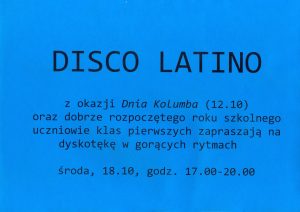 DISCO LATINO
z okazji Dnia Kolumba (12.10)
oraz dobrze rozpoczętego roku szkolnego
uczniowie klas pierwszych zapraszają na
dyskotękę w gorących rytmach
środa, 18.10, godz. 17.00-20.00